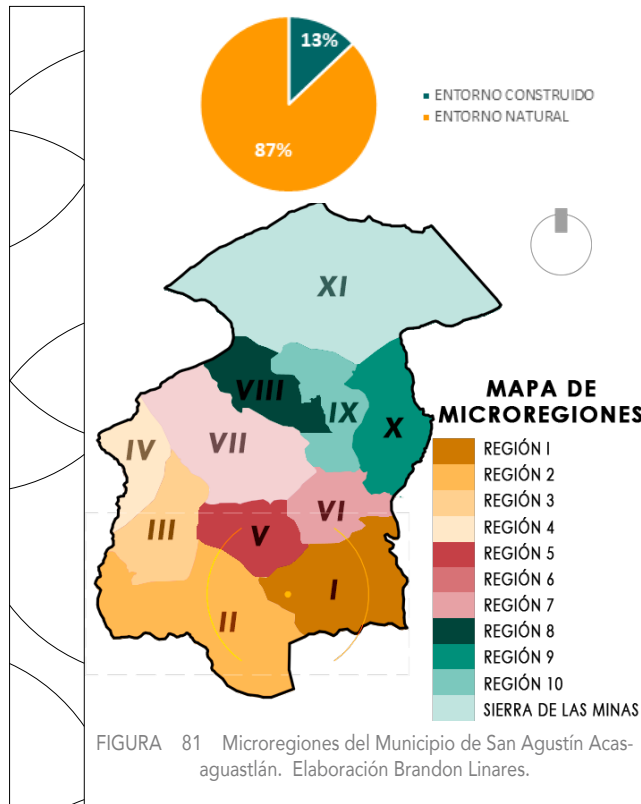 13%
87%
ENTORNO CONSTRUIDO
ENTORNO NATURAL
XI
VIII
IX
X
IV
VII
III
VI
V
I
II
MAPA DE
MICROREGIONES
REGIÓN I
REGIÓN 2
REGIÓN 3
REGIÓN 4
REGIÓN 5
REGIÓN 6
REGIÓN 7
REGIÓN 8
REGIÓN 9
REGIÓN 10
SIERRA DE LAS MINAS
FIGURA 81 Microregiones del Municipio de San Agustín Acas-
aguastlán. Elaboración Brandon Linares.